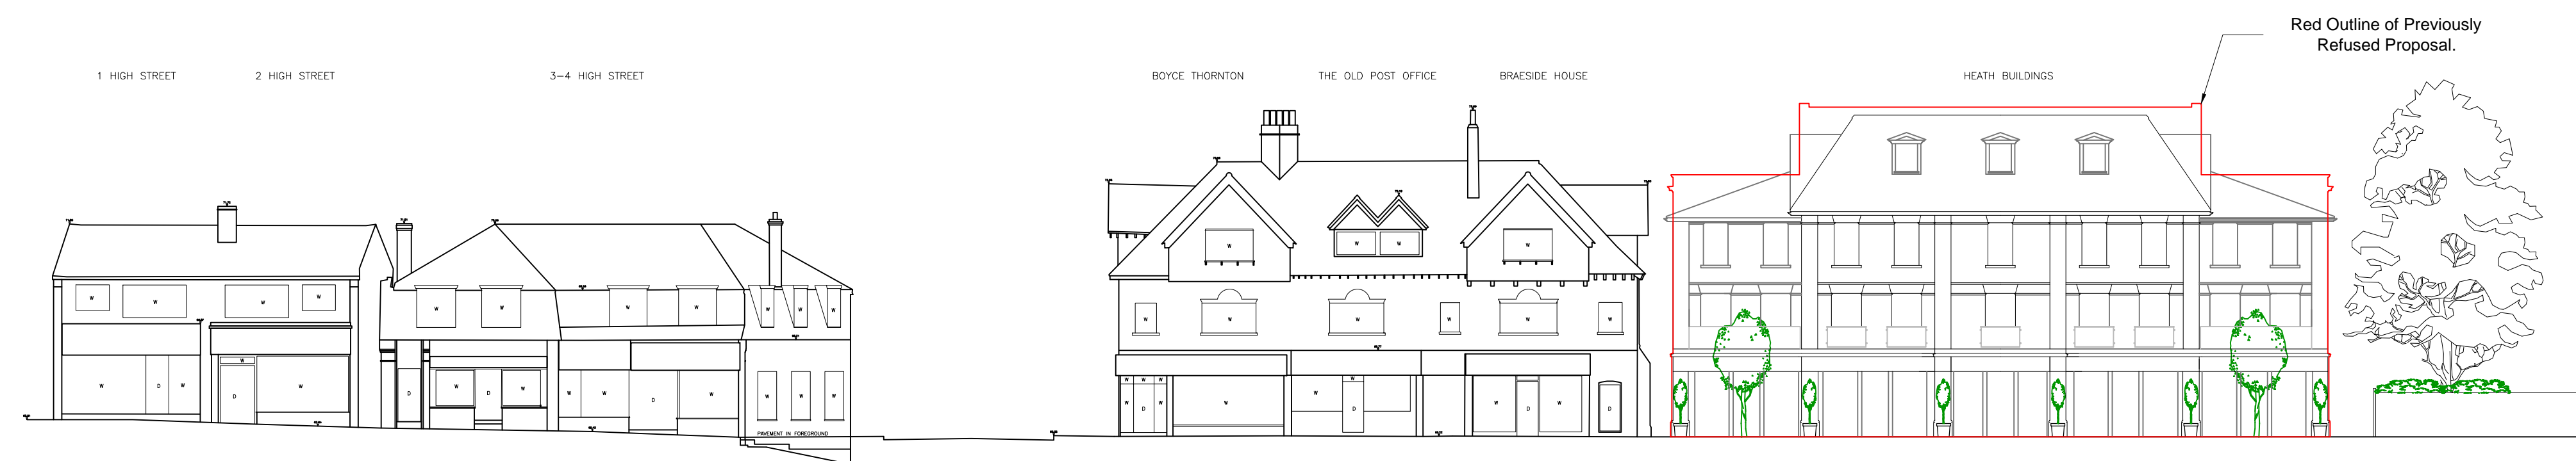 Red Outline of Previously
Refused Proposal.
1 HIGH STREET
2 HIGH STREET
3-4 HIGH STREET
BOYCE THORNTON
THE OLD POST OFFICE
BRAESIDE HOUSE
HEATH BUILDINGS
W W W W
W W W W W W W
W W W
W W W W W W
W D W
W
D
W
D
W D W
W W
D
W
W W W
W W W
W D W
W
W
W
D
W D W
D
PAVEMENT IN FOREGROUND